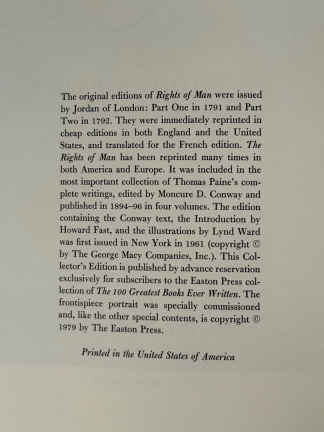 The original editions of Rights of Man were issued
by Jordan of London: Part One in 1791 and Part
Two in 1792. They were immediately reprinted in
cheap editions in both England and the United
States, and translated for the French edition. The
Rights of Man has been reprinted many times in
both America and Europe. It was included in the
most important collection of Thomas Paine's com-
plete writings, edited by Moncure D. Conway and
published in 1894–96 in four volumes. The edition
containing the Conway text, the Introduction by
Howard Fast, and the illustrations by Lynd Ward
was first issued in New York in 1961 (copyright ©
by The George Macy Companies, Inc.). This Col-
lector's Edition is published by advance reservation
exclusively for subscribers to the Easton Press col-
lection of The 100 Greatest Books Ever Written. The
frontispiece portrait was specially commissioned
and, like the other special contents, is copyright ©
1979 by The Easton Press.
Printed in the United States of America